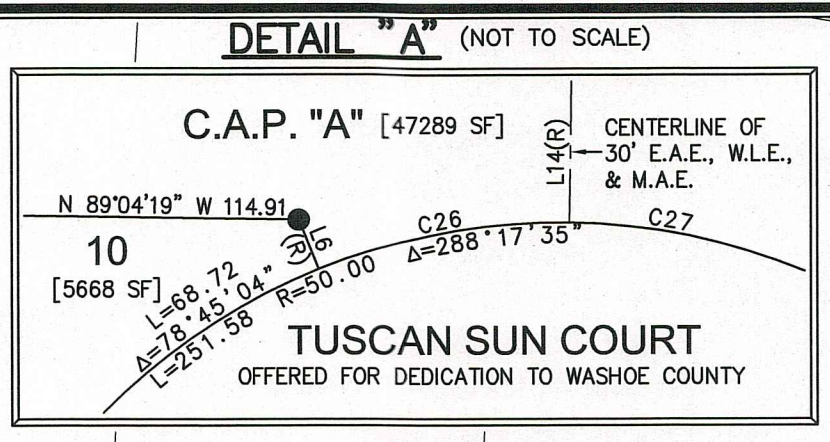 DETAIL "A" (NOT TO SCALE)
C.A.P. "A" [47289 SF]
L14(R)
CENTERLINE OF
30' E.A.E., W.L.E.,
& M.A.E.
N 89°04'19" W 114.91
10
[5668 SF]
L6
(R)
C26
C27
Δ=288°17'35"
R=50.00
L=68.72
Δ=78°45'04"
L=251.58
TUSCAN SUN COURT
OFFERED FOR DEDICATION TO WASHOE COUNTY